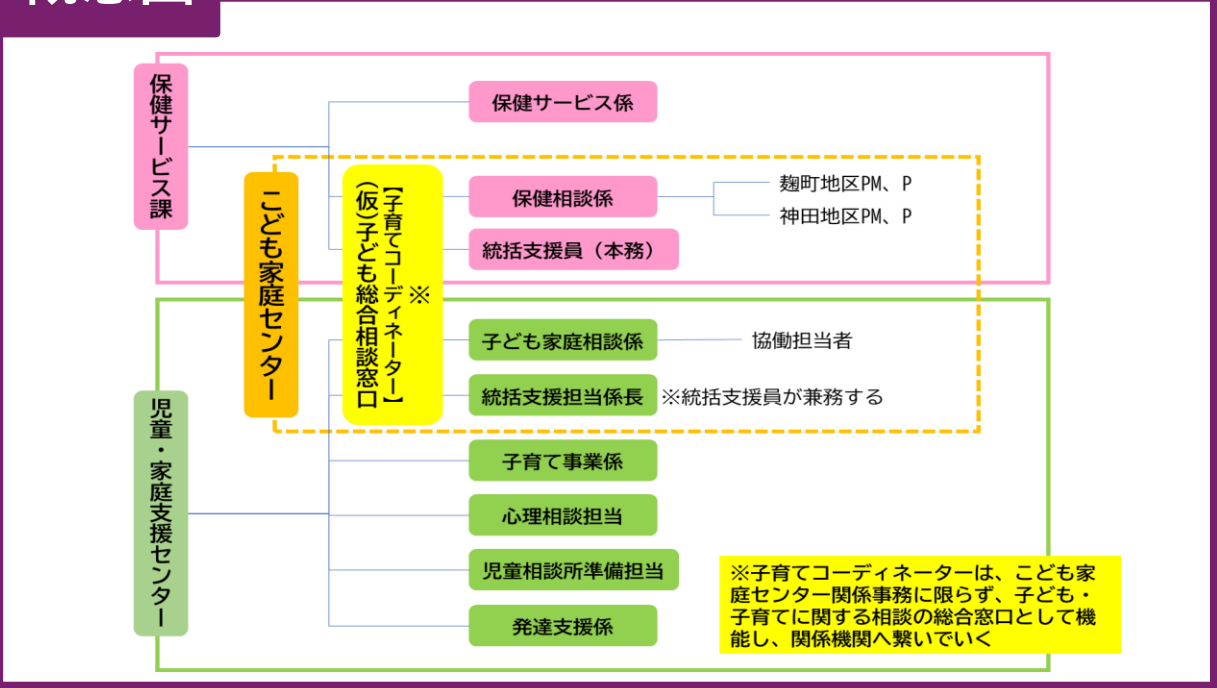 保健サービス課
保健サービス係
保健相談係
麹町地区PM、P
神田地区PM、P
統括支援員（本務）
こども家庭センター
※
【子育てコーディネーター】
(仮)子ども総合相談窓口
児童・家庭支援センター
子ども家庭相談係
協働担当者
統括支援担当係長
※統括支援員が兼務する
子育て事業係
心理相談担当
児童相談所準備担当
発達支援係
※子育てコーディネーターは、こども家
庭センター関係事務に限らず、子ども・
子育てに関する相談の総合窓口として機
能し、関係機関へ繋いでいく